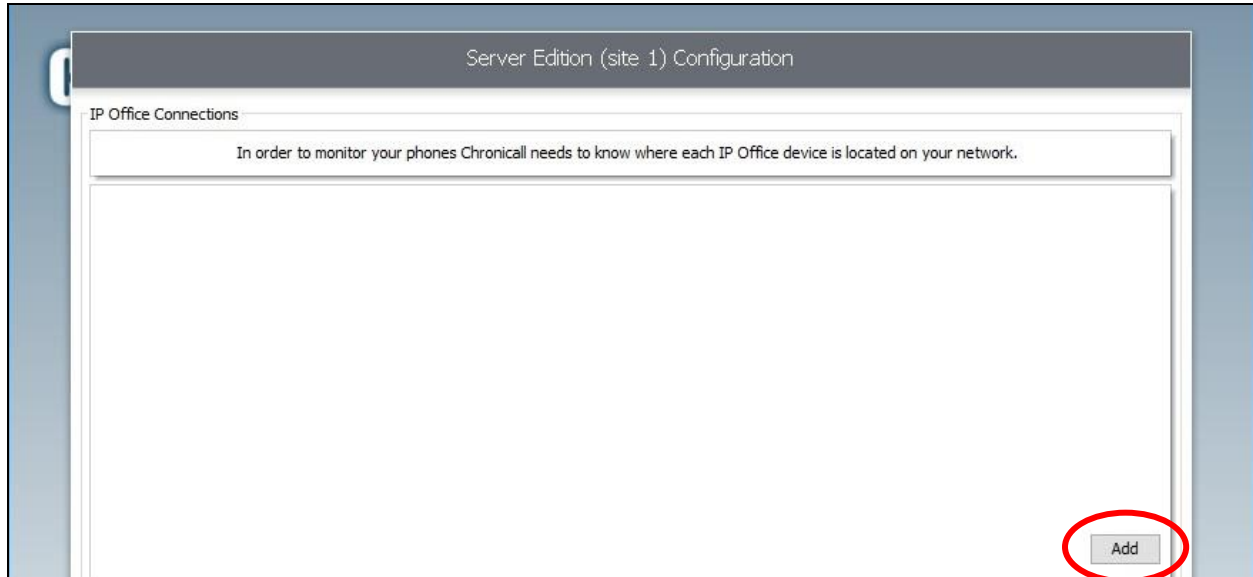 Server Edition (site 1) Configuration
IP Office Connections
In order to monitor your phones Chronicall needs to know where each IP Office device is located on your network.
Add